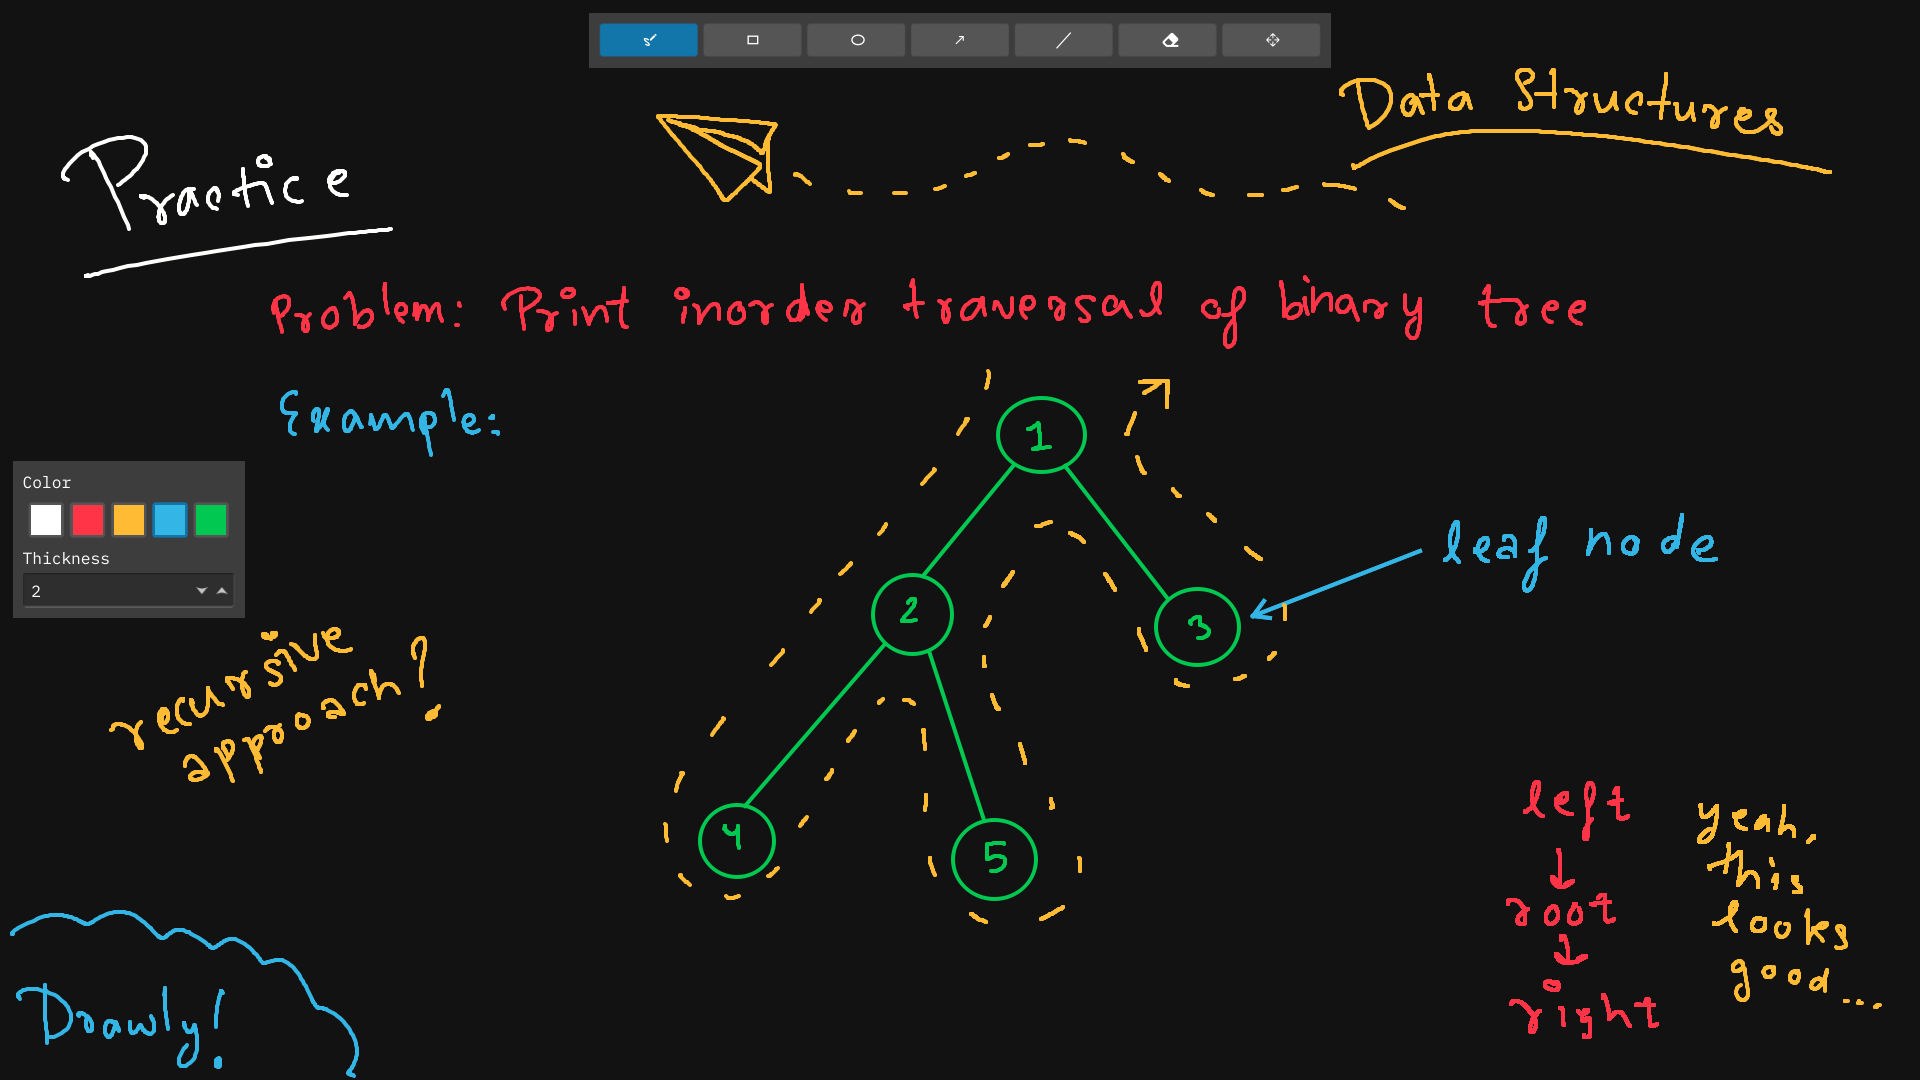 Data Structures
Practice
Problem: Print inorder traversal of binary tree
Example:
1
Color
leaf node
Thickness
2
2
3
recursive
approach?
left
yeah,
this
4
5
root
looks
good...
right
Drawly!